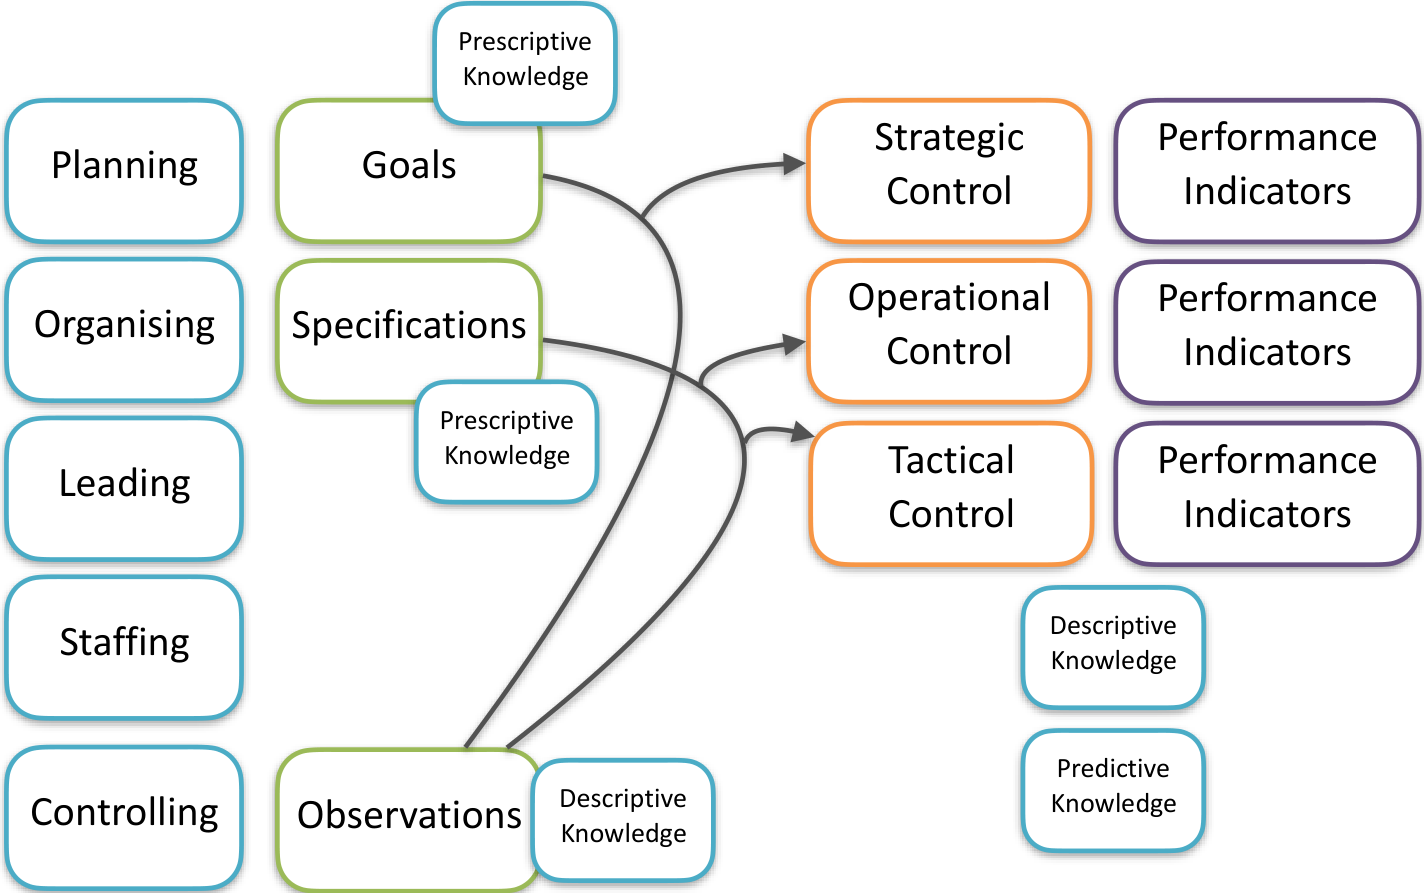 Prescriptive
Knowledge
Planning
Goals
Strategic
Control
Performance
Indicators
Organising
Specifications
Operational
Control
Performance
Indicators
Prescriptive
Knowledge
Leading
Tactical
Control
Performance
Indicators
Staffing
Descriptive
Knowledge
Controlling
Observations
Descriptive
Knowledge
Predictive
Knowledge